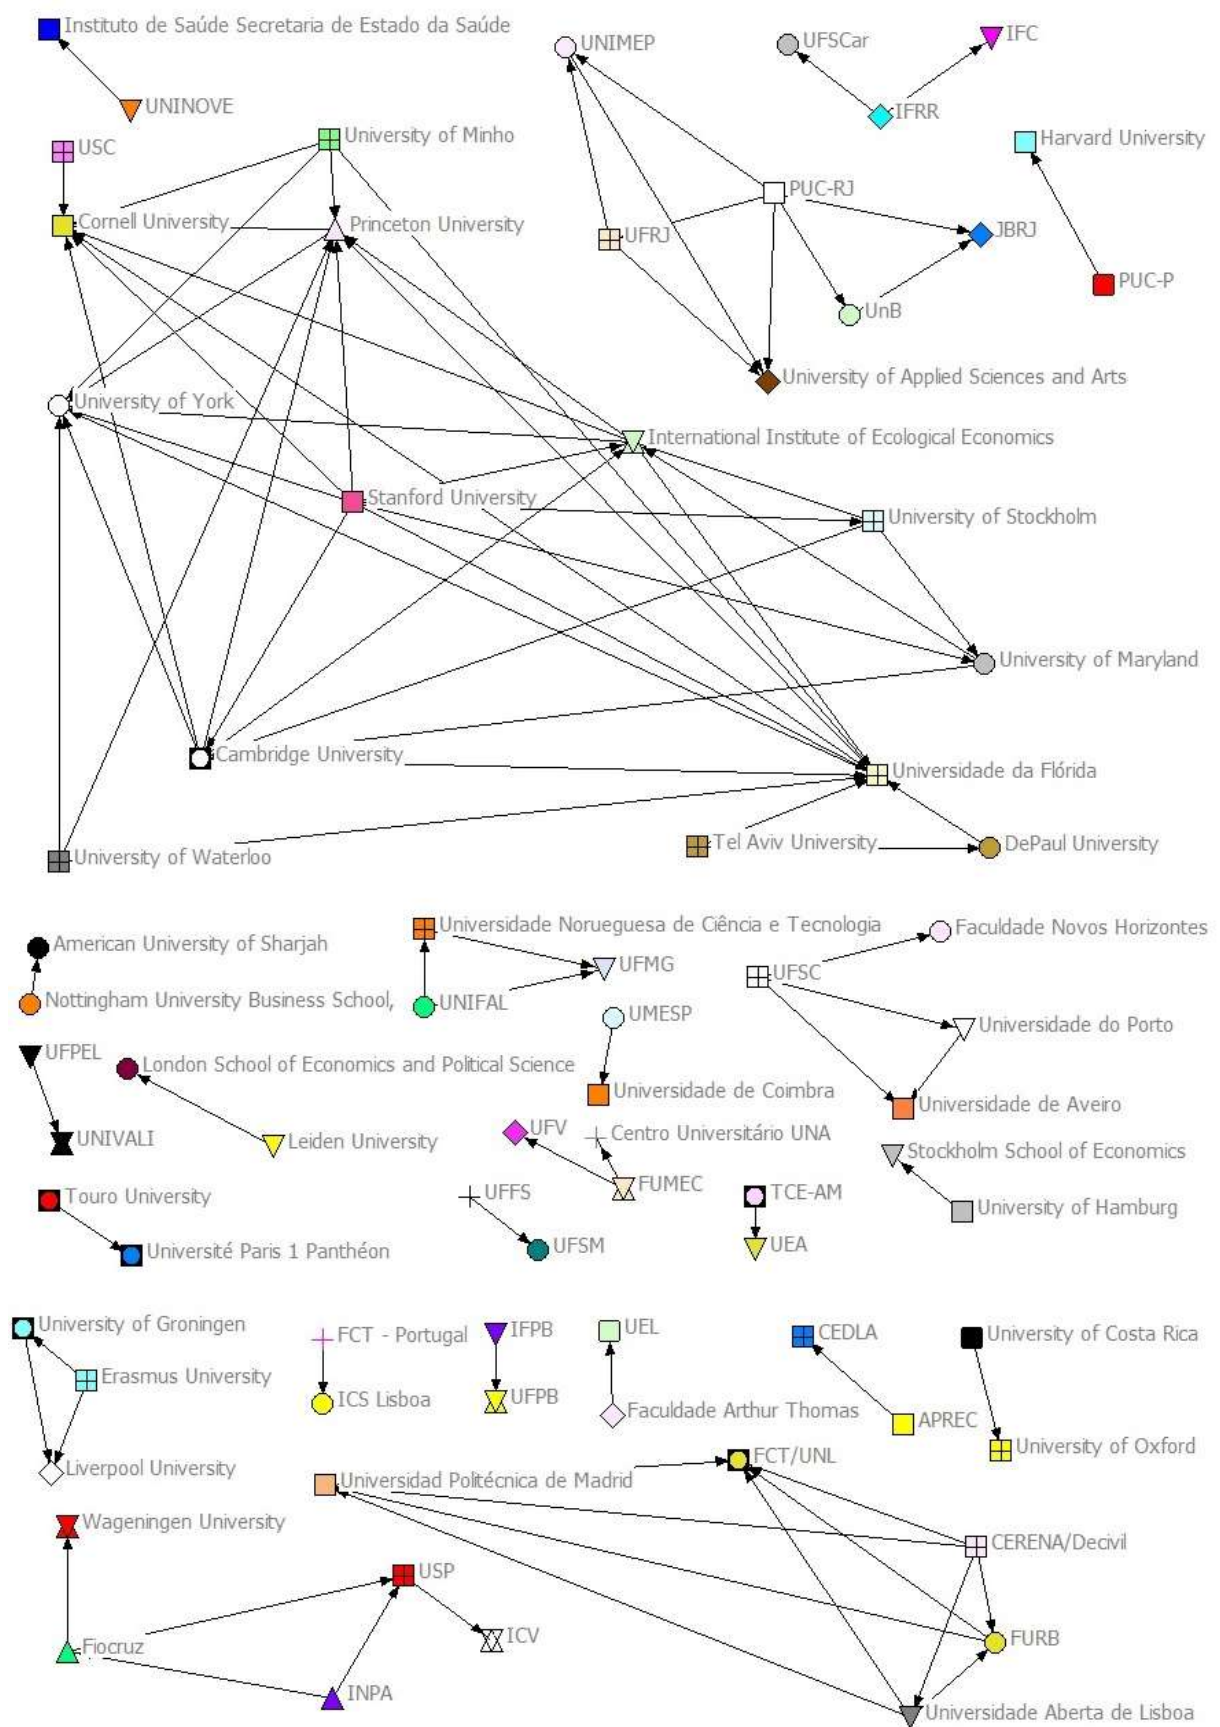 Instituto de Saúde Secretaria de Estado da Saúde
UNIMEP
UFSCar
IFC
UNINOVE
IFRR
USC
University of Minho
Harvard University
PUC-RJ
Cornell University
Princeton University
UFRJ
JBRJ
PUC-P
UnB
University of Applied Sciences and Arts
University of York
International Institute of Ecological Economics
Stanford University
University of Stockholm
University of Maryland
Cambridge University
Universidade da Flórida
Tel Aviv University
DePaul University
University of Waterloo
Universidade Norueguesa de Ciência e Tecnologia
Faculdade Novos Horizontes
American University of Sharjah
UFMG
UFSC
Nottingham University Business School,
UNIFAL
UMESP
Universidade do Porto
UFPEL
London School of Economics and Political Science
Universidade de Coimbra
Universidade de Aveiro
UNIVALI
Leiden University
UFV
Centro Universitário UNA
Stockholm School of Economics
Touro University
UFFS
FUMEC
TCE-AM
University of Hamburg
Université Paris 1 Panthéon
UFSM
UEA
University of Groningen
FCT - Portugal
IFPB
UEL
CEDLA
University of Costa Rica
Erasmus University
ICS Lisboa
UFPB
Faculdade Arthur Thomas
APREC
University of Oxford
Liverpool University
Universidad Politécnica de Madrid
FCT/UNL
Wageningen University
CERENA/Decivil
USP
Fiocruz
ICV
FURB
INPA
Universidade Aberta de Lisboa